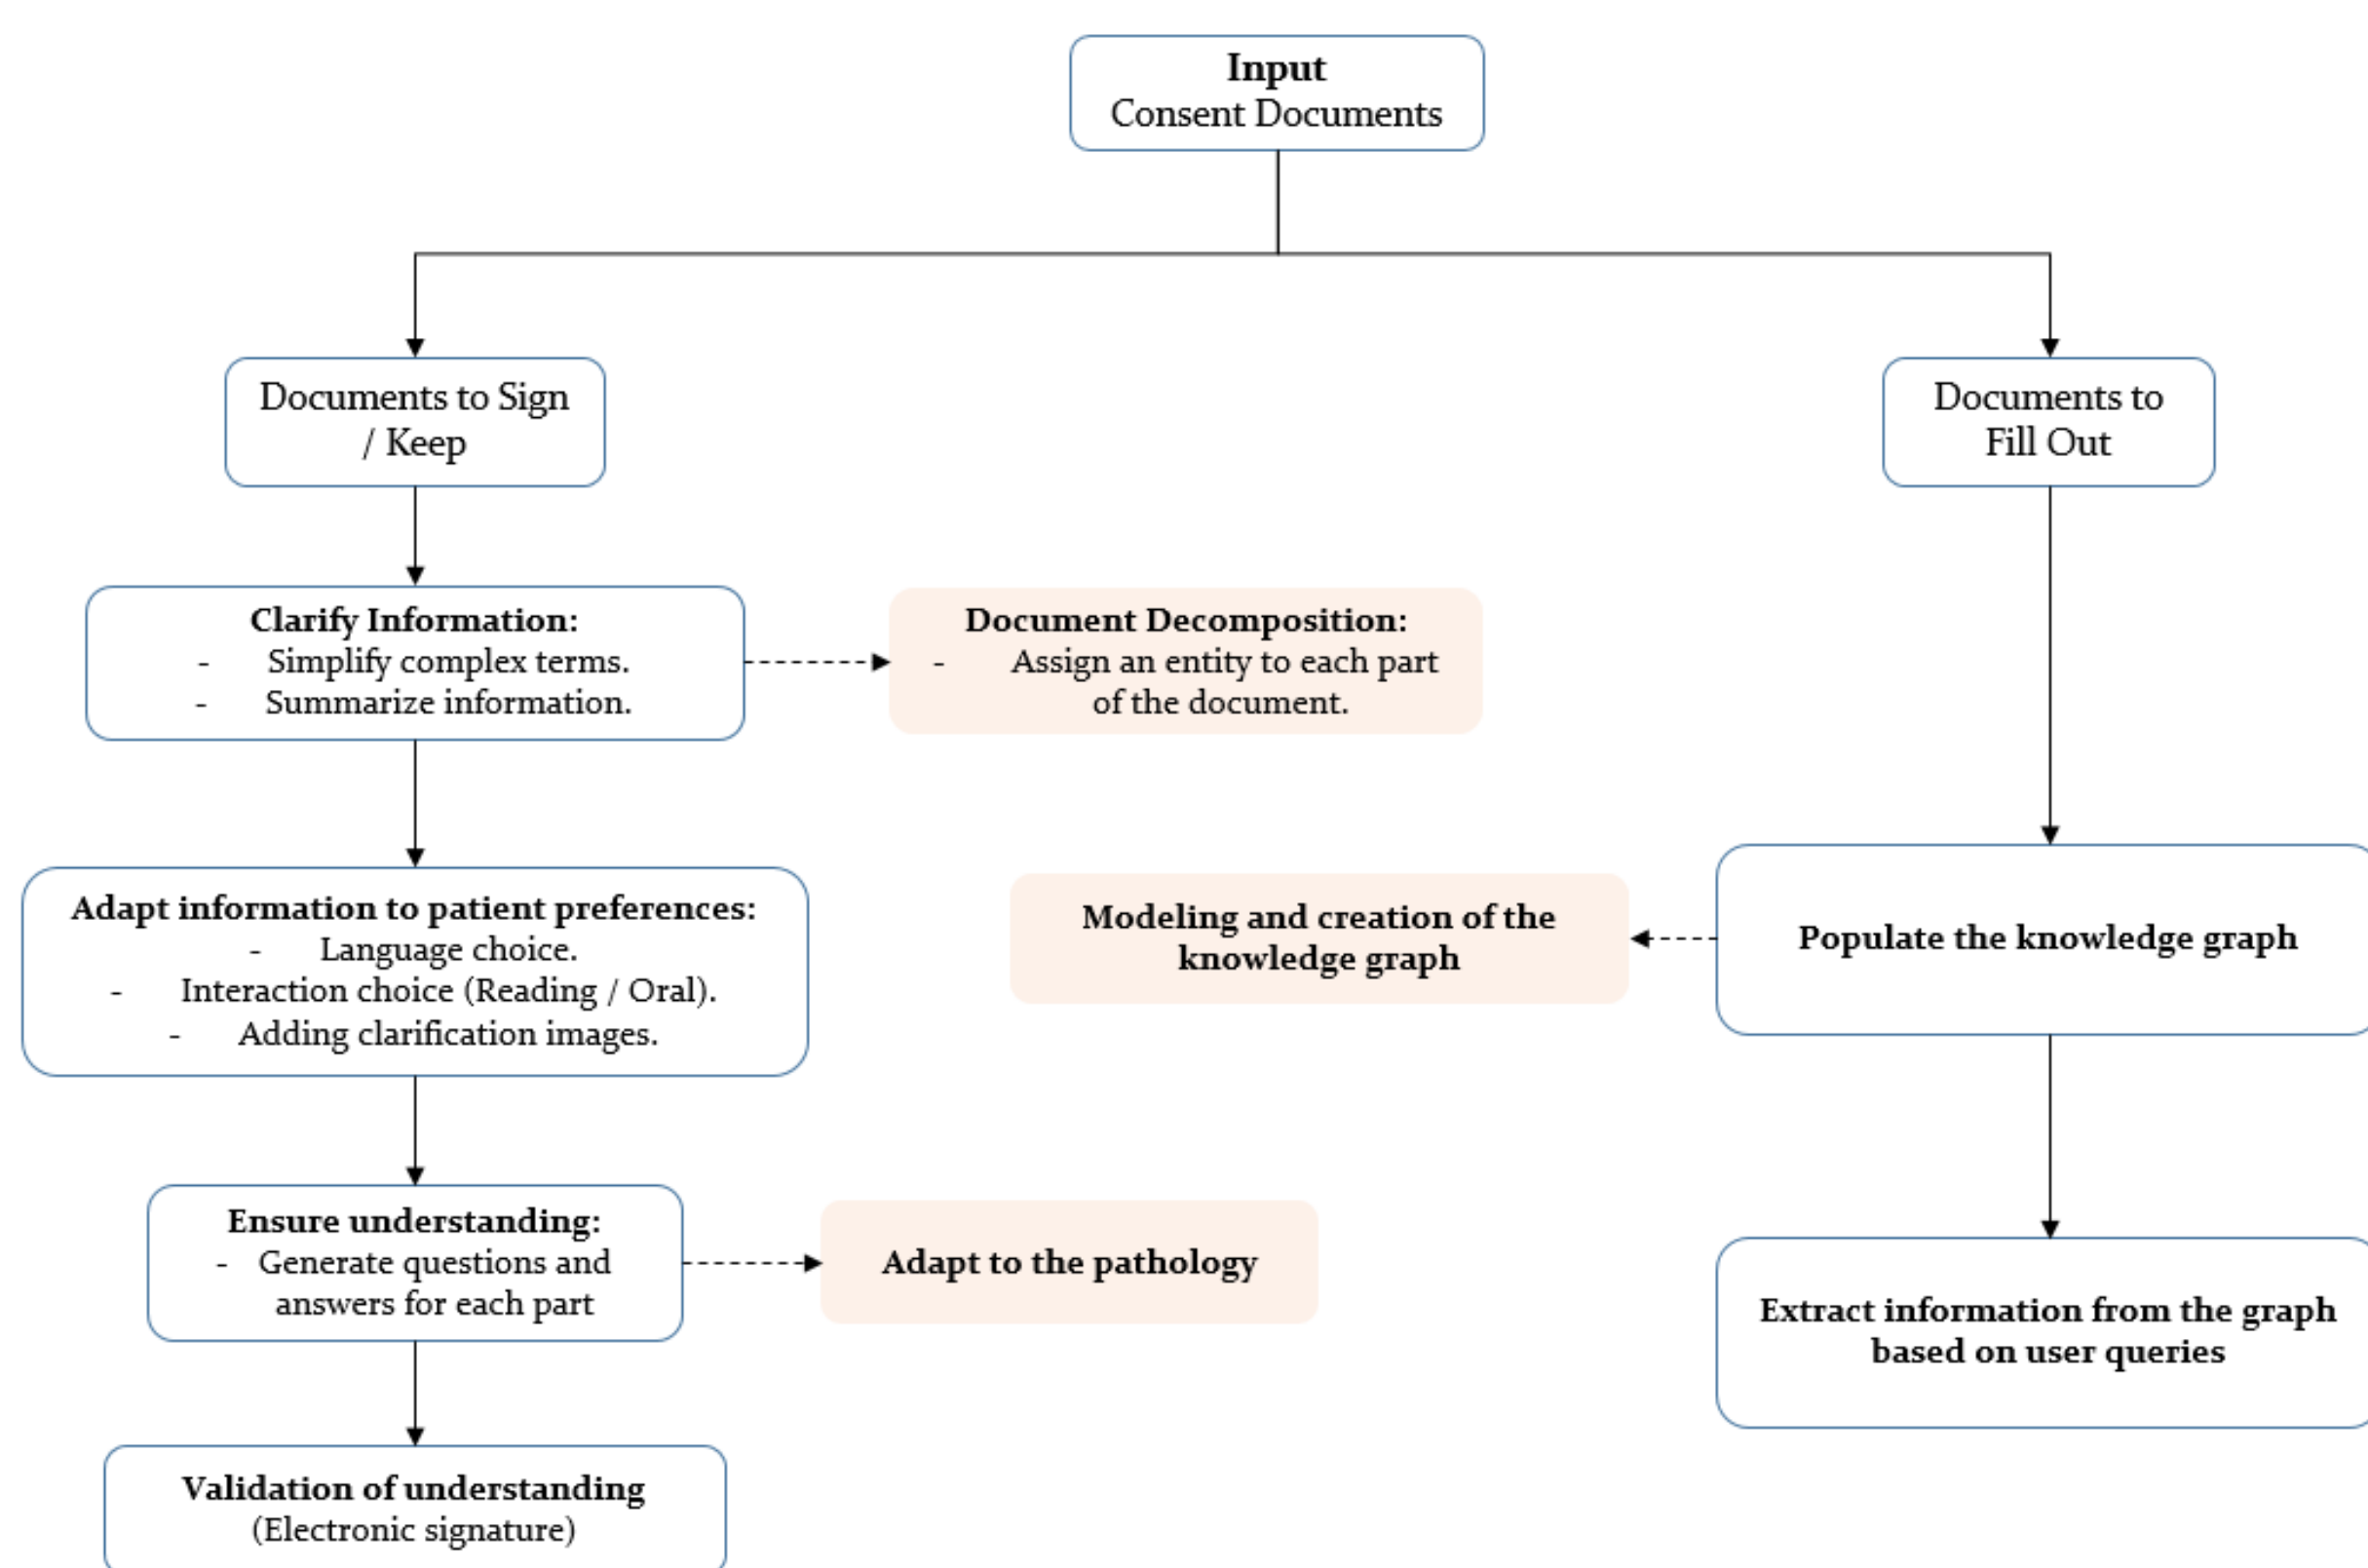 Input
Consent Documents
Documents to Sign
/ Keep
Documents to
Fill Out
Clarify Information:
- Simplify complex terms.
- Summarize information.
Document Decomposition:
- Assign an entity to each part
of the document.
Adapt information to patient preferences:
- Language choice.
- Interaction choice (Reading / Oral).
- Adding clarification images.
Modeling and creation of the
knowledge graph
Populate the knowledge graph
Ensure understanding:
- Generate questions and
answers for each part
Adapt to the pathology
Extract information from the graph
based on user queries
Validation of understanding
(Electronic signature)